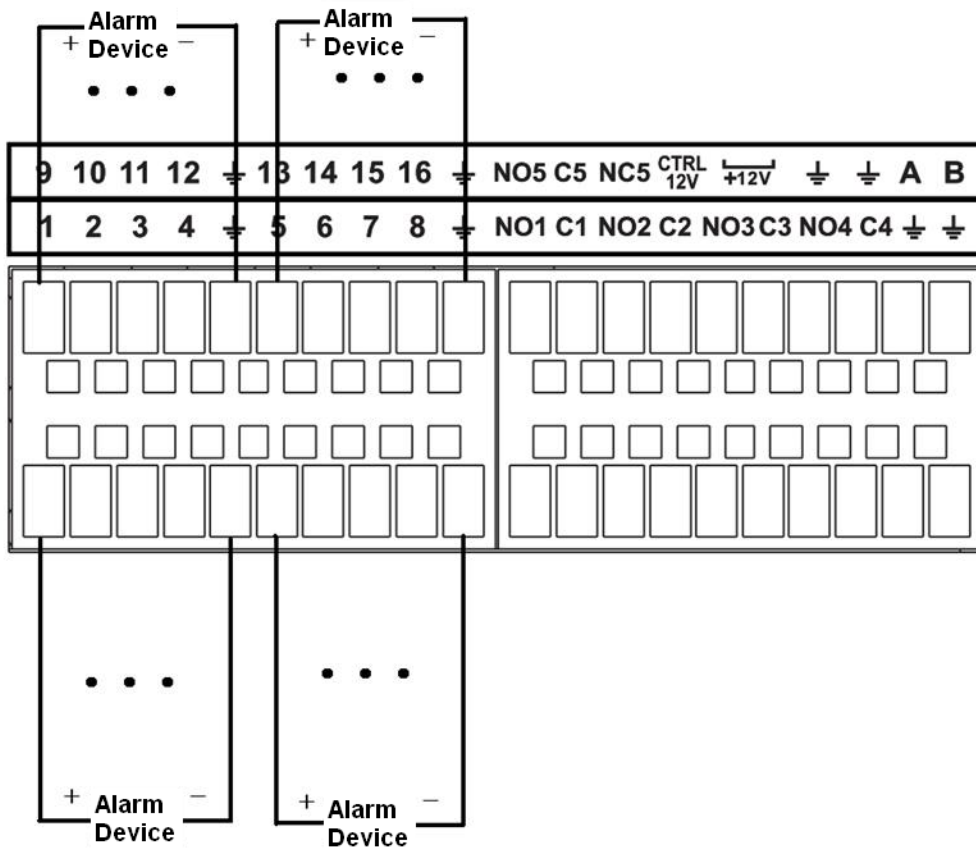 Alarm
+ Device −
Alarm
+ Device −
9 10 11 12 ⏚ 13 14 15 16 ⏚ NO5 C5 NC5 CTRL 12V +12V ⏚ ⏚ A B
1 2 3 4 ⏚ 5 6 7 8 ⏚ NO1 C1 NO2 C2 NO3 C3 NO4 C4 ⏚ ⏚
+ Alarm −
Device
+ Alarm −
Device